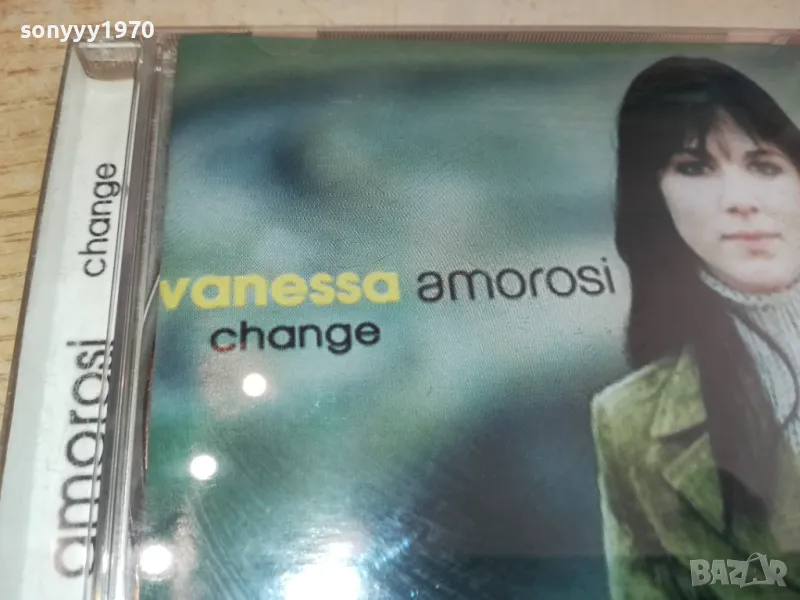 sonyyy1970
amorosi change
vanessa amorosi
change
BAZAR